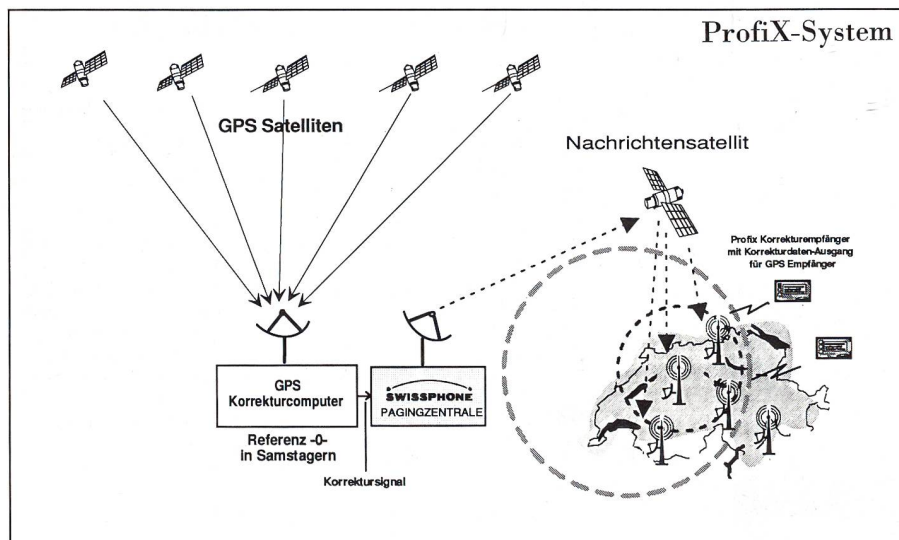 ProfiX-System
GPS Satelliten
Nachrichtensatellit
Profix Korrekturempfänger
mit Korrekturdaten-Ausgang
für GPS Empfänger
GPS
Korrekturcomputer
SWISSPHONE
PAGINGZENTRALE
Referenz -0-
in Samstagern
Korrektursignal